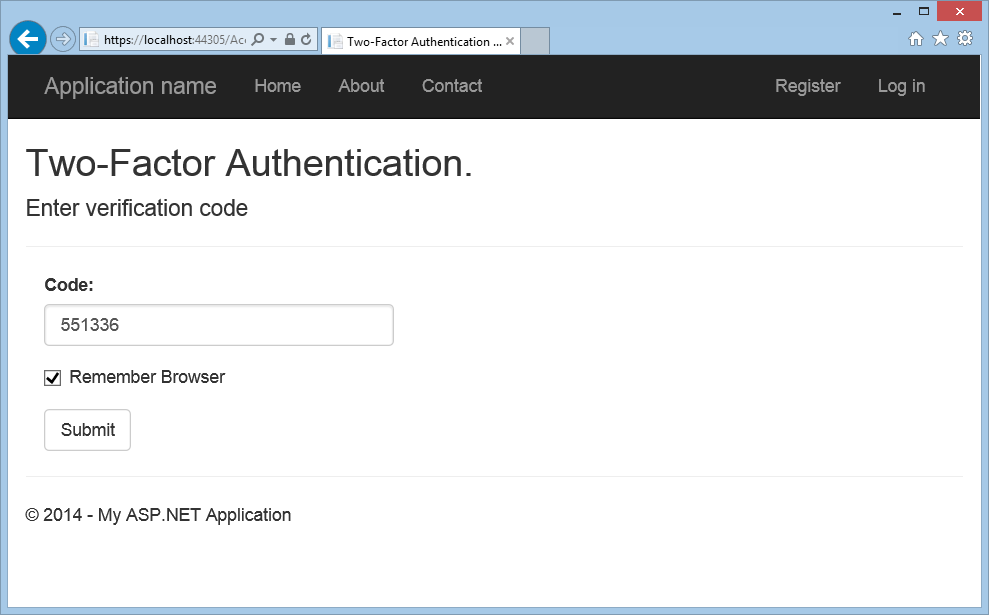 https://localhost:44305/Acc
Two-Factor Authentication ...
Application name Home About Contact Register Log in
Two-Factor Authentication.
Enter verification code
Code:
551336
Remember Browser
Submit
© 2014 - My ASP.NET Application